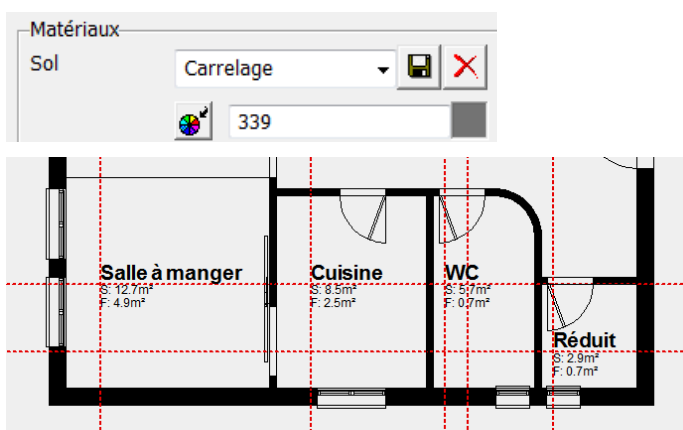 Matériaux
Sol
Carrelage
339
Salle à manger
S: 12.7m²
F: 4.9m²
Cuisine
S: 8.5m²
F: 2.5m²
WC
S: 5.7m²
F: 0.7m²
Réduit
S: 2.9m²
F: 0.7m²